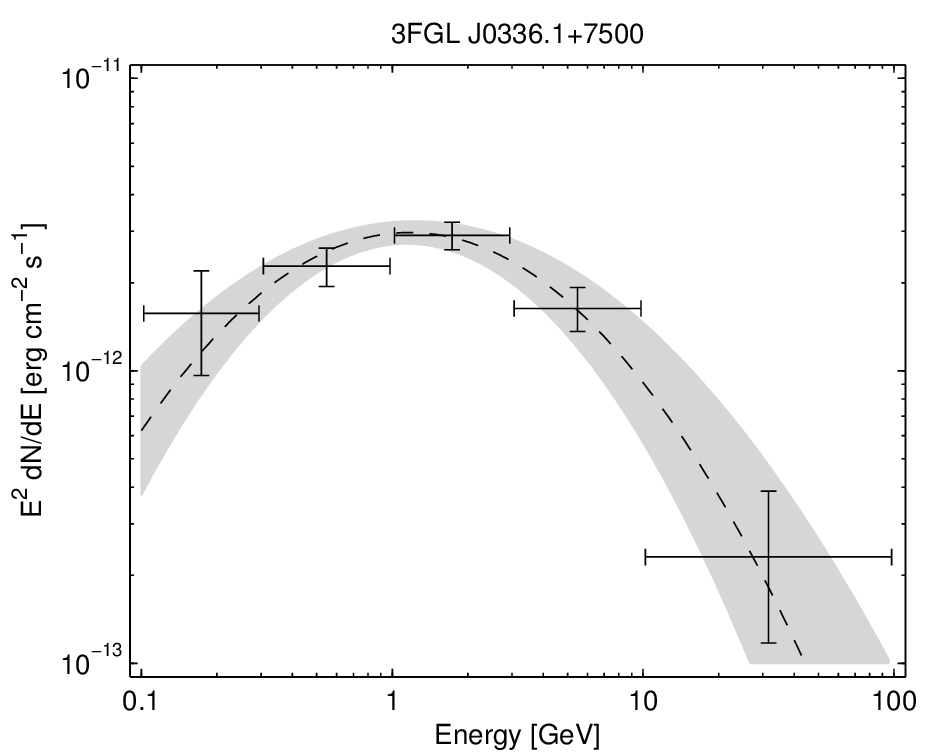 3FGL J0336.1+7500
10⁻¹¹
10⁻¹²
10⁻¹³
E² dN/dE [erg cm⁻² s⁻¹]
0.1 1 10 100
Energy [GeV]